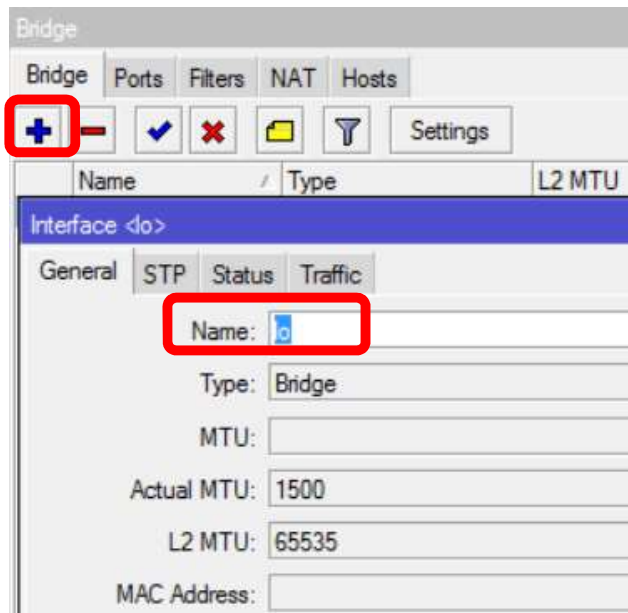 Bridge
Bridge Ports Filters NAT Hosts
Settings
Name / Type L2 MTU
Interface <lo>
General STP Status Traffic
Name: lo
Type: Bridge
MTU:
Actual MTU: 1500
L2 MTU: 65535
MAC Address: